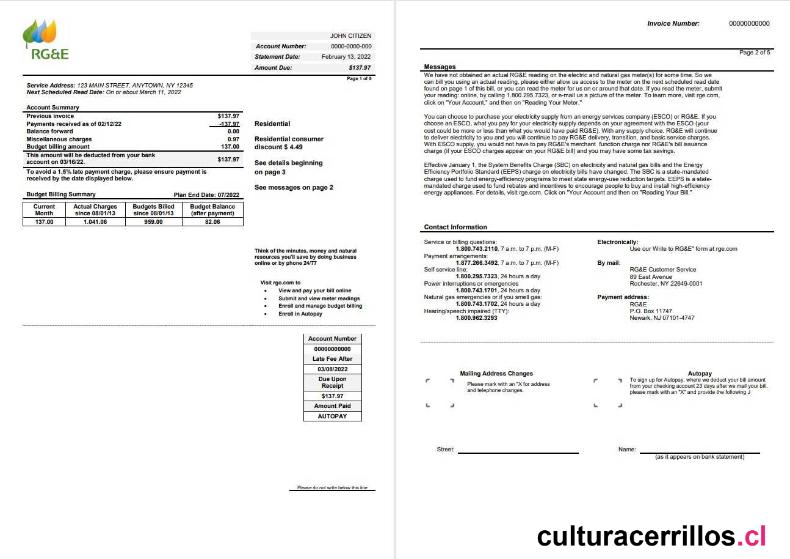 RG&E
JOHN CITIZEN
Account Number: 0000-0000-000
Statement Date: February 13, 2022
Amount Due: $137.97
Page 1 of 5
Service Address: 123 MAIN STREET, ANYTOWN, NY 12345
Next Scheduled Read Date: On or about March 11, 2022
Account Summary
Previous invoice $137.97
Payments received as of 02/12/22 -137.97
Balance forward 0.00
Miscellaneous charges 0.97
Budget billing amount 137.00
This amount will be deducted from your bank
account on 03/16/22. $137.97
To avoid a 1.5% late payment charge, please ensure payment is
received by the date displayed below.
Residential
Residential consumer
discount $ 4.49
See details beginning
on page 3
See messages on page 2
Budget Billing Summary Plan End Date: 07/2022
Current Month Actual Charges since 08/01/13 Budgets Billed since 08/01/13 Budget Balance (after payment)
137.00 1.041.06 959.00 82.06
Think of the minutes, money and natural
resources you'll save by doing business
online or by phone 24/77
Visit rge.com to
• View and pay your bill online
• Submit and view meter readings
• Enroll and manage budget billing
• Enroll in Autopay
Account Number
00000000000
Late Fee After
03/08/2022
Due Upon
Receipt
$137.97
Amount Paid
AUTOPAY
Please do not write below this line
Invoice Number: 00000000000
Page 2 of 5
Messages
We have not obtained an actual RG&E reading on the electric and natural gas meter(s) for some time. So we
can bill you using an actual reading, please either allow us access to the meter on the next scheduled read date
found on page 1 of this bill, or you can read the meter for us on or around that date. If you read the meter, submit
your reading: online, by calling 1.800.295.7323, or e-mail us a picture of the meter. To learn more, visit rge.com,
click on "Your Account," and then on "Reading Your Meter."
You can choose to purchase your electricity supply from an energy services company (ESCO) or RG&E. If you
choose an ESCO, what you pay for your electricity supply depends on your agreement with the ESCO (your
cost could be more or less than what you would have paid RG&E). With any supply choice, RG&E will continue
to deliver electricity to you and you will continue to pay RG&E delivery, transition, and basic service charges.
With ESCO supply, you would not have to pay RG&E's merchant function charge nor RG&E's bill issuance
charge (if your ESCO charges appear on your RG&E bill) and you may have some tax savings.
Effective January 1, the System Benefits Charge (SBC) on electricity and natural gas bills and the Energy
Efficiency Portfolio Standard (EEPS) charge on electricity bills have changed. The SBC is a state-mandated
charge used to fund energy-efficiency programs to meet state energy-use reduction targets. EEPS is a state-
mandated charge used to fund rebates and incentives to encourage people to buy and install high-efficiency
energy appliances. For details, visit rge.com. Click on "Your Account and then on "Reading Your Bill."
Contact Information
Service or billing questions:
1.800.743.2110, 7 a.m. to 7 p.m. (M-F)
Payment arrangements:
1.877.266.3492, 7 a.m. to 7 p.m. (M-F)
Self service line:
1.800.295.7323, 24 hours a day
Power interruptions or emergencies
1.800.743.1701, 24 hours a day
Natural gas emergencies or if you smell gas:
1.800.743.1702, 24 hours a day
Hearing/speech impaired (TTY):
1.800.962.3293
Electronically:
Use our Write to RG&E" form at rge.com
By mail:
RG&E Customer Service
89 East Avenue
Rochester, NY 22649-0001
Payment address:
RG&E
P.O. Box 11747
Newark, NJ 07101-4747
Mailing Address Changes
Please mark with an "X for address
and telephone changes.
Autopay
To sign up for Autopay, where we deduct your bill amount
from your checking account 23 days after we mail your bill,
please mark with an "X" and provide the following J
Street:
Name:
(as it appears on bank statement)
culturacerrillos.cl